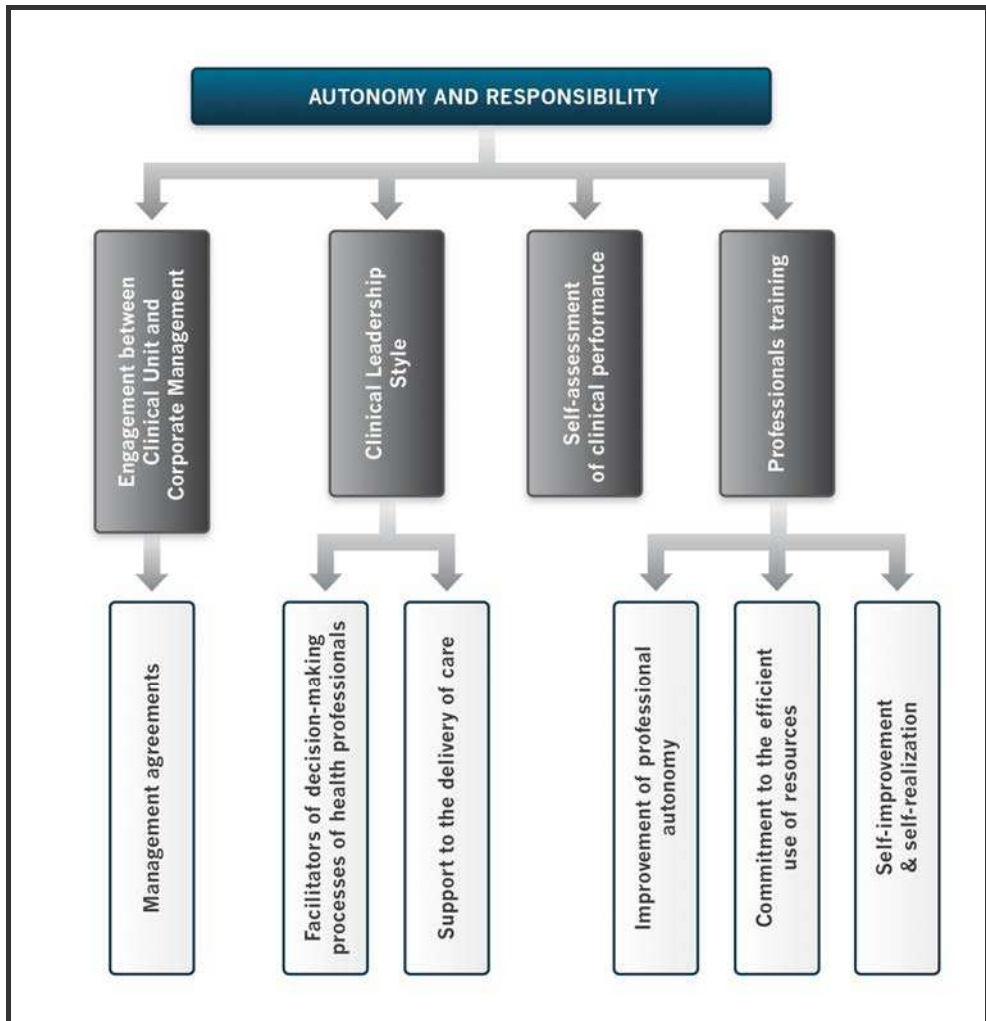 AUTONOMY AND RESPONSIBILITY
Engagement between
Clinical Unit and
Corporate Management
Clinical Leadership
Style
Self-assessment
of clinical performance
Professionals training
Management agreements
Facilitators of decision-making
processes of health professionals
Support to the delivery of care
Improvement of professional
autonomy
Commitment to the efficient
use of resources
Self-improvement
& self-realization